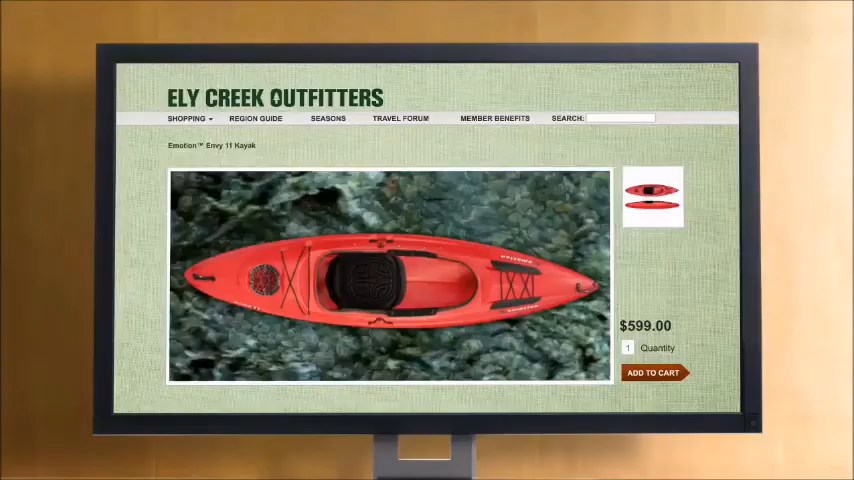 ELY CREEK OUTFITTERS
SHOPPING REGION GUIDE SEASONS TRAVEL FORUM MEMBER BENEFITS SEARCH:
Emotion™ Envy 11 Kayak
emotion
$599.00
1 Quantity
ADD TO CART